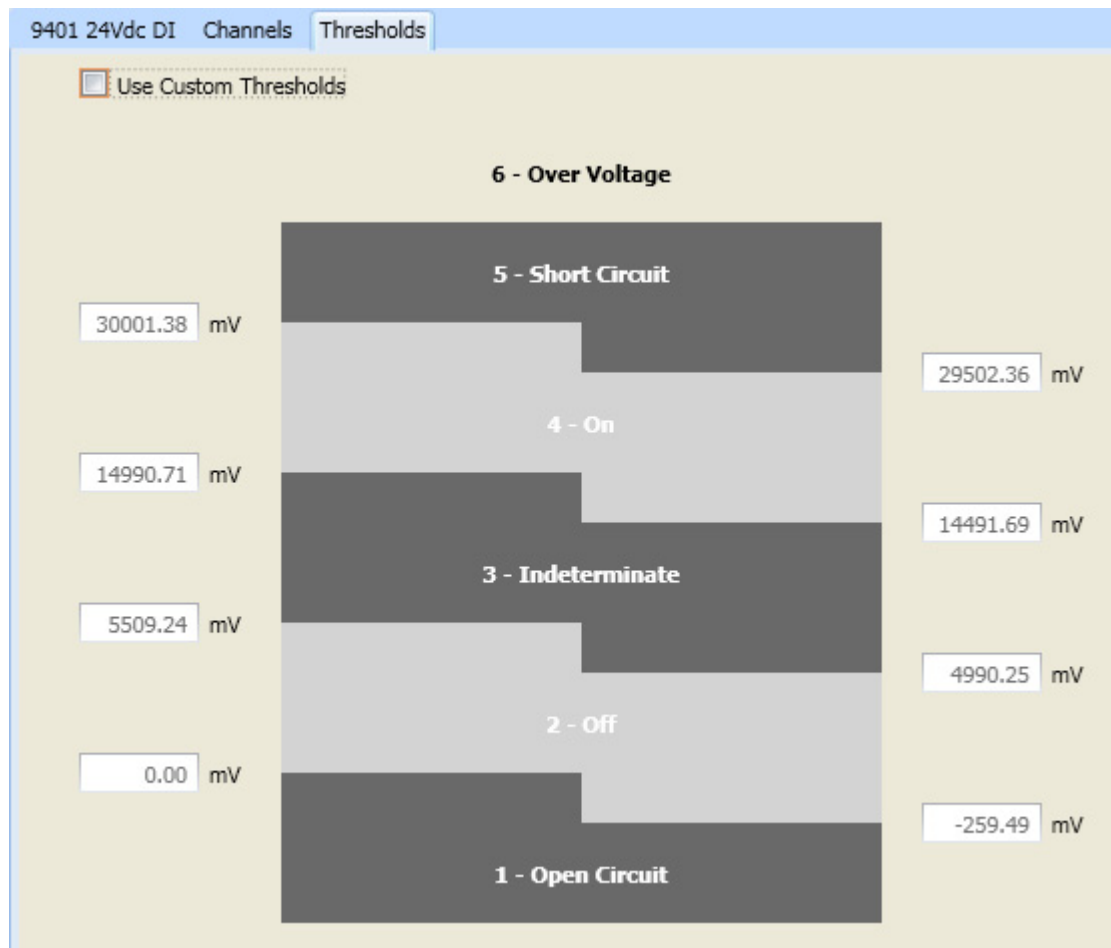 9401 24Vdc DI Channels Thresholds
Use Custom Thresholds
6 - Over Voltage
5 - Short Circuit
30001.38 mV
29502.36 mV
4 - On
14990.71 mV
14491.69 mV
3 - Indeterminate
5509.24 mV
4990.25 mV
2 - Off
0.00 mV
-259.49 mV
1 - Open Circuit